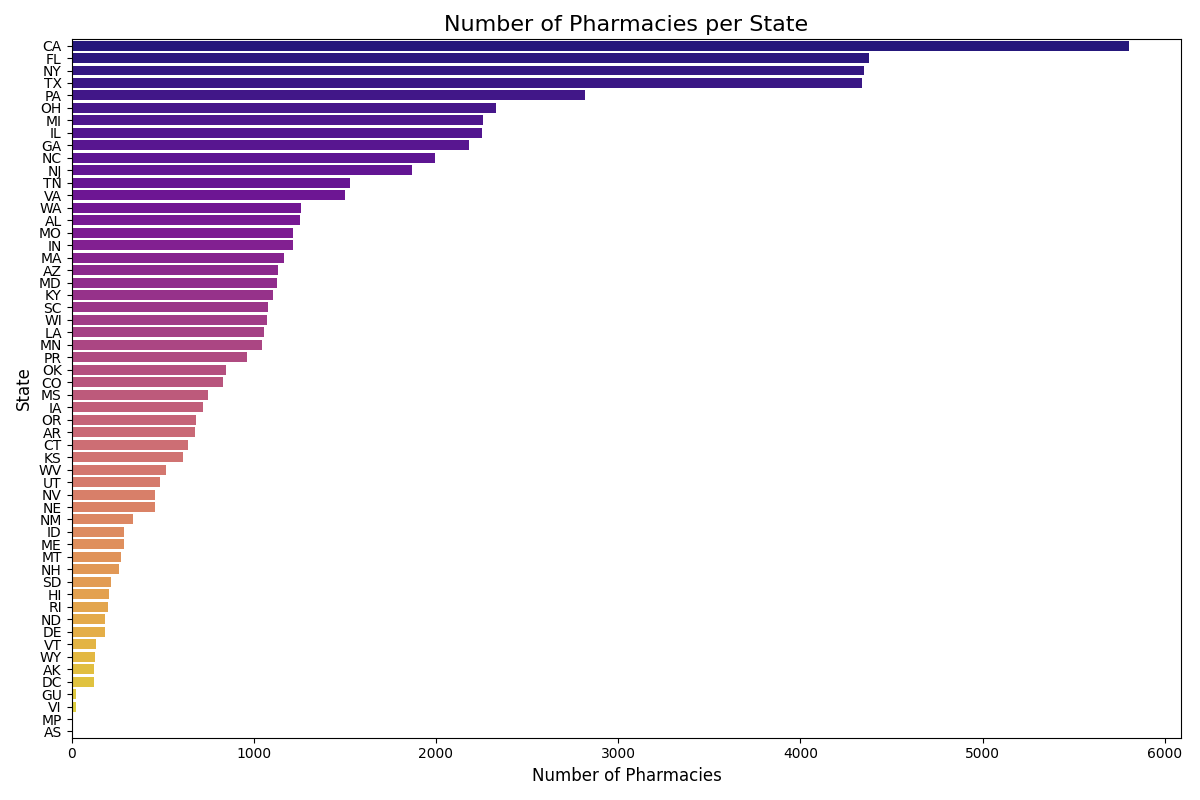 Number of Pharmacies per State
CA
FL
NY
TX
PA
OH
MI
IL
GA
NC
NJ
TN
VA
WA
AL
MO
IN
MA
AZ
MD
KY
SC
WI
LA
MN
PR
OK
CO
MS
IA
OR
AR
CT
KS
WV
UT
NV
NE
NM
ID
ME
MT
NH
SD
HI
RI
ND
DE
VT
WY
AK
DC
GU
VI
MP
AS
State
0 1000 2000 3000 4000 5000 6000
Number of Pharmacies